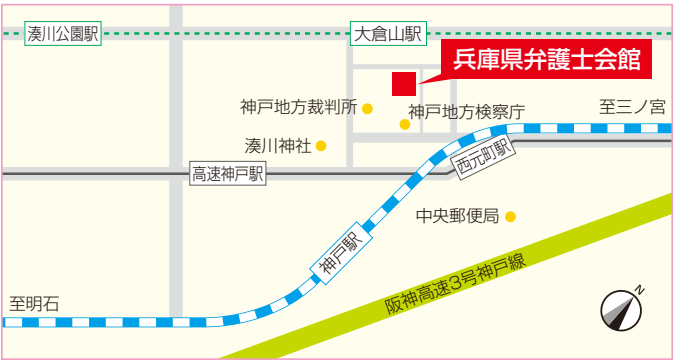 湊川公園駅
大倉山駅
兵庫県弁護士会館
神戸地方裁判所
神戸地方検察庁
至三ノ宮
湊川神社
高速神戸駅
西元町駅
中央郵便局
神戸駅
阪神高速3号神戸線
至明石
N